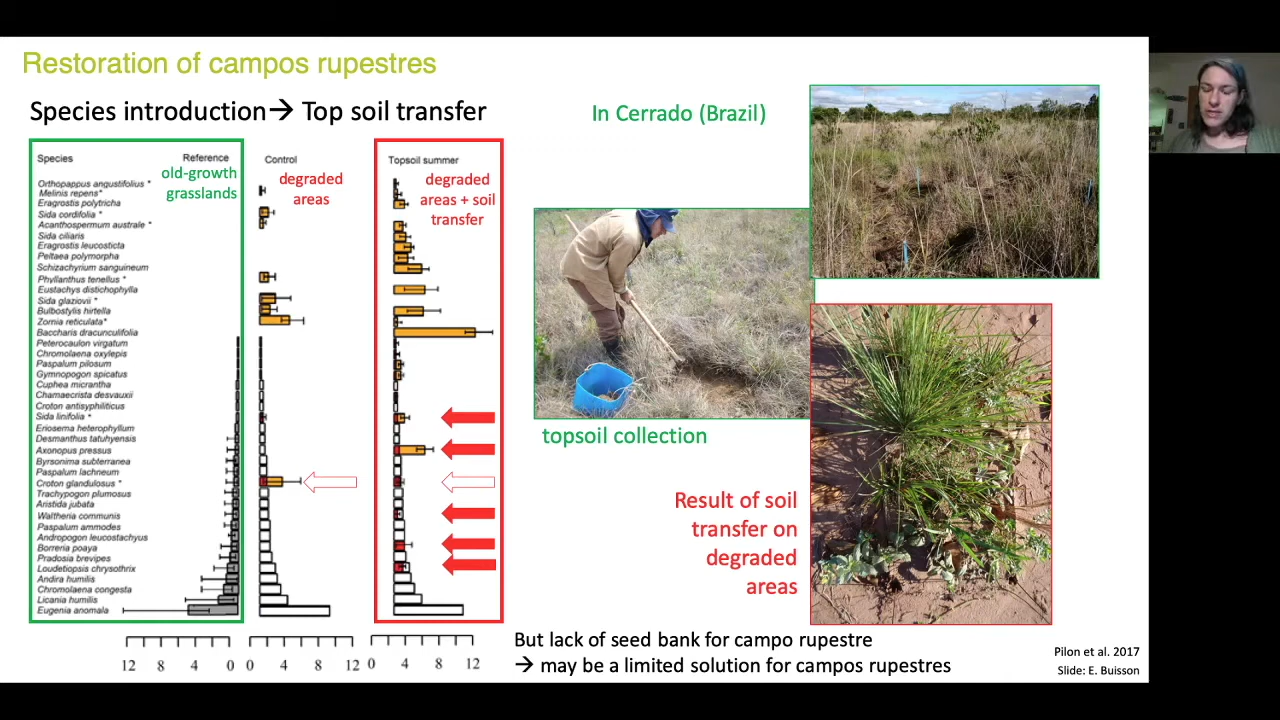 Restoration of campos rupestres
Species introduction→ Top soil transfer
In Cerrado (Brazil)
Species
Reference
Control
Topsoil summer
old-growth
grasslands
degraded
areas
degraded
areas + soil
transfer
Orthopappus angustifolius *
Melinis repens*
Eragrostis polytricha
Sida cordifolia *
Acanthospermum australe *
Sida ciliaris
Eragrostis leucosticta
Peltaea polymorpha
Schizachyrium sanguineum
Phyllanthus tenellus *
Eustachys distichophylla
Sida glaziovii *
Bulbostylis hirtella
Zornia reticulata*
Baccharis dracunculifolia
Peterocaulon virgatum
Chromolaena oxylepis
Paspalum pilosum
Gymnopogon spicatus
Cuphea micrantha
Chamaecrista desvauxii
Croton antisyphiliticus
Sida linifolia *
Eriosema heterophyllum
Desmanthus tatuhyensis
Axonopus pressus
Byrsonima subterranea
Paspalum lachneum
Croton glandulosus *
Trachypogon plumosus
Aristida jubata
Waltheria communis
Paspalum ammodes
Andropogon leucostachyus
Borreria poaya
Pradosia brevipes
Loudetiopsis chrysothrix
Andira humilis
Chromolaena congesta
Licania humilis
Eugenia anomala
12 8 4 0
0 4 8 12
0 4 8 12
topsoil collection
Result of soil
transfer on
degraded
areas
But lack of seed bank for campo rupestre
→ may be a limited solution for campos rupestres
Pilon et al. 2017
Slide: E. Buisson